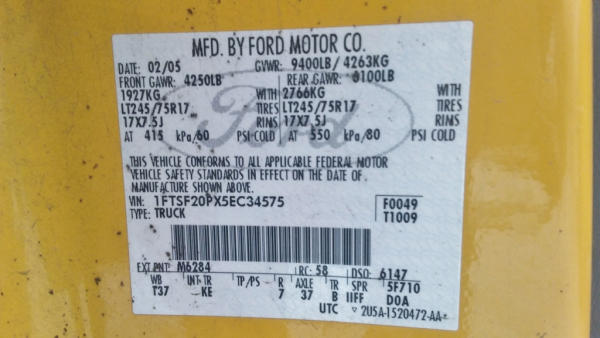 MFD. BY FORD MOTOR CO.
DATE: 02/05 GVWR: 9400LB/ 4263KG
FRONT GAWR: 4250LB REAR GAWR: 6100LB
1927KG WITH 2766KG WITH
LT245/75R17 TIRES LT245/75R17 TIRES
17X7.5J RIMS 17X7.5J RIMS
AT 415 kPa/60 PSI COLD AT 550 kPa/80 PSI COLD
Ford
THIS VEHICLE CONFORMS TO ALL APPLICABLE FEDERAL MOTOR
VEHICLE SAFETY STANDARDS IN EFFECT ON THE DATE OF
MANUFACTURE SHOWN ABOVE.
VIN: 1FTSF20PX5EC34575 F0049
TYPE: TRUCK T1009
EXT PNT: M6284 RC: 58 DSO: 6147
WB INT TR TP/PS R AXLE TR SPR 5F710
T37 KE 7 37 B IIFF DOA
UTC 2U5A-1520472-AA